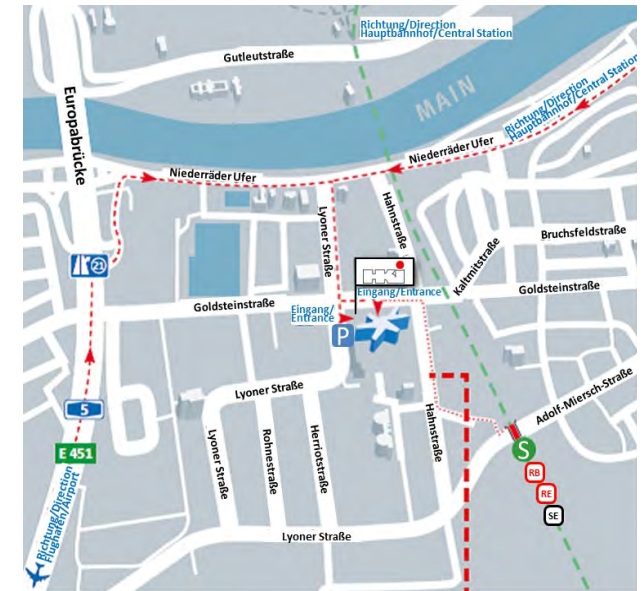 Richtung/Direction
Hauptbahnhof/Central Station
Gutleutstraße
MAIN
Richtung/Direction
Hauptbahnhof/Central Station
Europabrücke
Niederräder Ufer
Niederräder Ufer
Lyoner Straße
Hahnstraße
Bruchsfeldstraße
Kaltmitstraße
21
Eingang/Entrance
Goldsteinstraße
Goldsteinstraße
Eingang/
Entrance
P
Lyoner Straße
Adolf-Miersch-Straße
5
Hahnstraße
Lyoner Straße
Rohnestraße
Herriotstraße
E 451
S
RB
RE
SE
Lyoner Straße
Richtung/Direction
Flughafen/Airport